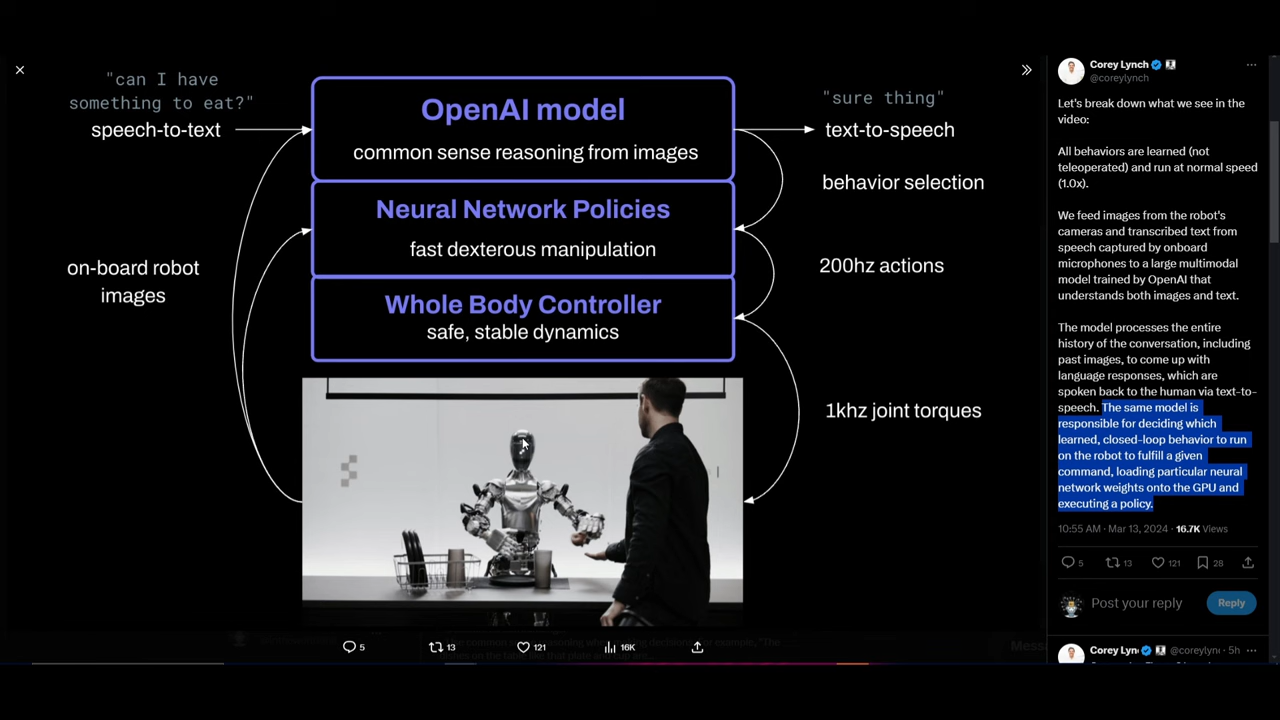 "can I have
something to eat?"
speech-to-text
on-board robot
images
OpenAI model
common sense reasoning from images
Neural Network Policies
fast dexterous manipulation
Whole Body Controller
safe, stable dynamics
"sure thing"
text-to-speech
behavior selection
200hz actions
1khz joint torques
5
13
121
16K
Corey Lynch
@coreylynch
Let's break down what we see in the
video:
All behaviors are learned (not
teleoperated) and run at normal speed
(1.0x).
We feed images from the robot's
cameras and transcribed text from
speech captured by onboard
microphones to a large multimodal
model trained by OpenAI that
understands both images and text.
The model processes the entire
history of the conversation, including
past images, to come up with
language responses, which are
spoken back to the human via text-to-
speech. The same model is
responsible for deciding which
learned, closed-loop behavior to run
on the robot to fulfill a given
command, loading particular neural
network weights onto the GPU and
executing a policy.
10:55 AM · Mar 13, 2024 · 16.7K Views
5 13 121 28
Post your reply
Reply
Corey Lyn @coreylyn · 5h